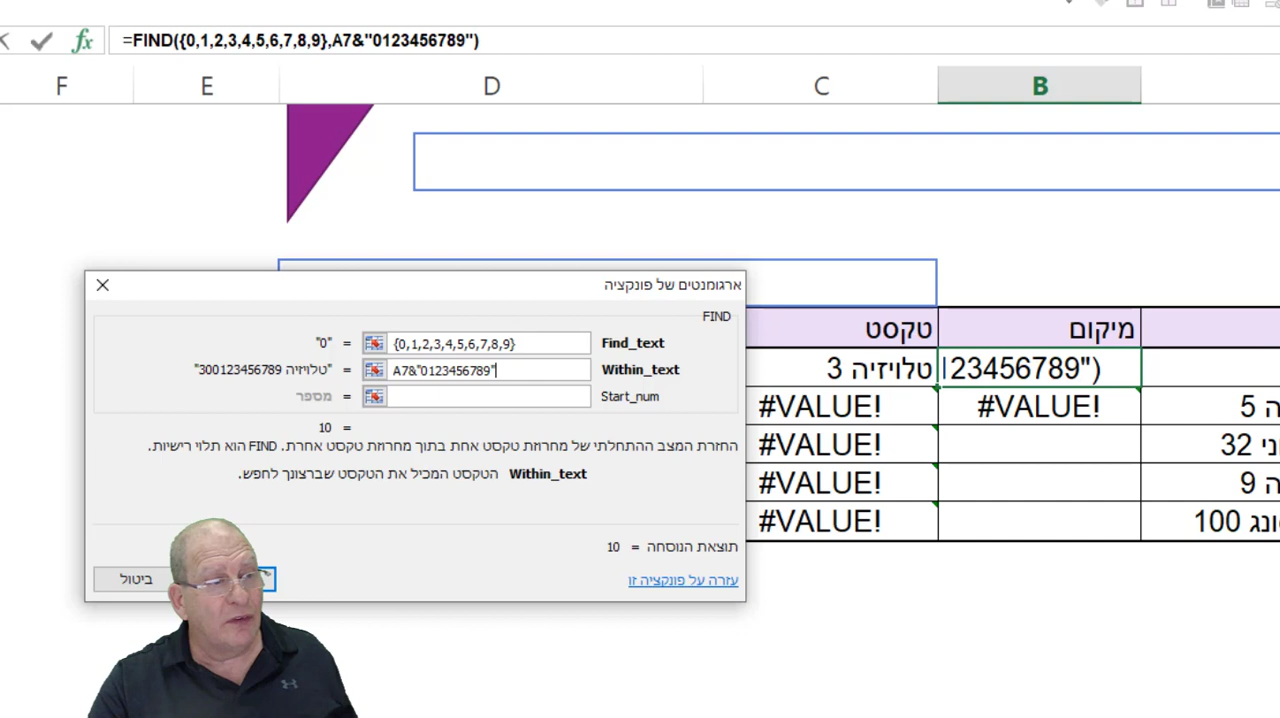 =FIND({0,1,2,3,4,5,6,7,8,9},A7&"0123456789")
F E D C B
ארגומנטים של פונקציה
FIND
Find_text {0,1,2,3,4,5,6,7,8,9} = "0"
Within_text A7&"0123456789" = "טלויזיה 300123456789"
Start_num = מספר
= 10
החזרת המצב ההתחלתי של מחרוזת טקסט אחת בתוך מחרוזת טקסט אחרת. FIND הוא תלוי רישיות.
Within_text הטקסט המכיל את הטקסט שברצונך לחפש.
תוצאת הנוסחה = 10
עזרה על פונקציה זו
ביטול
מיקום טקסט
23456789") טלויזיה 3
ה 5 #VALUE! #VALUE!
ני 32 #VALUE!
ה 9 #VALUE!
ונג 100 #VALUE!